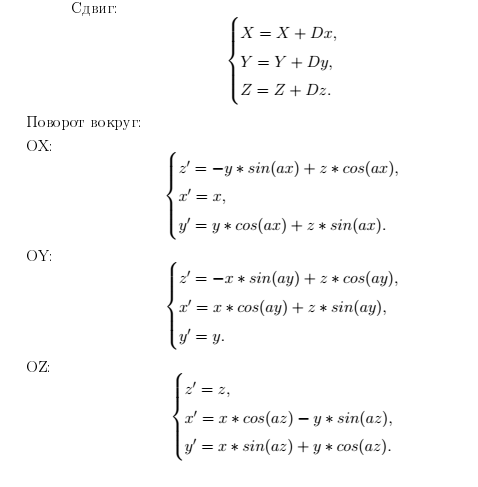 Сдвиг:
X = X + Dx,
Y = Y + Dy,
Z = Z + Dz.
Поворот вокруг:
OX:
z′ = −y ∗ sin(ax) + z ∗ cos(ax),
x′ = x,
y′ = y ∗ cos(ax) + z ∗ sin(ax).
OY:
z′ = −x ∗ sin(ay) + z ∗ cos(ay),
x′ = x ∗ cos(ay) + z ∗ sin(ay),
y′ = y.
OZ:
z′ = z,
x′ = x ∗ cos(az) − y ∗ sin(az),
y′ = x ∗ sin(az) + y ∗ cos(az).